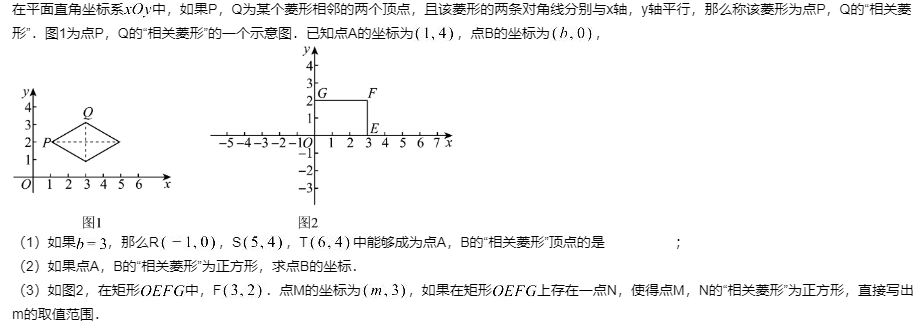 在平面直角坐标系xOy中，如果P，Q为某个菱形相邻的两个顶点，且该菱形的两条对角线分别与x轴，y轴平行，那么称该菱形为点P，Q的“相关菱
形”．图1为点P，Q的“相关菱形”的一个示意图．已知点A的坐标为(1,4)，点B的坐标为(b,0)，
y
4
3
2
1
O 1 2 3 4 5 6 x
P
Q
图1
y
4
3
2
1
G
F
E
-5 -4 -3 -2 -1 O 1 2 3 4 5 6 7 x
-1
-2
-3
图2
（1）如果b=3，那么R(-1,0)，S(5,4)，T(6,4)中能够成为点A，B的“相关菱形”顶点的是 ；
（2）如果点A，B的“相关菱形”为正方形，求点B的坐标．
（3）如图2，在矩形OEFG中，F(3,2)．点M的坐标为(m,3)，如果在矩形OEFG上存在一点N，使得点M，N的“相关菱形”为正方形，直接写出
m的取值范围．